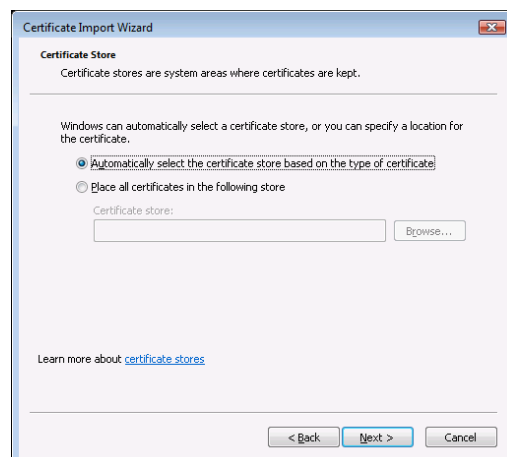 Certificate Import Wizard
Certificate Store
Certificate stores are system areas where certificates are kept.
Windows can automatically select a certificate store, or you can specify a location for
the certificate.
Automatically select the certificate store based on the type of certificate
Place all certificates in the following store
Certificate store:
Browse...
Learn more about certificate stores
< Back Next > Cancel